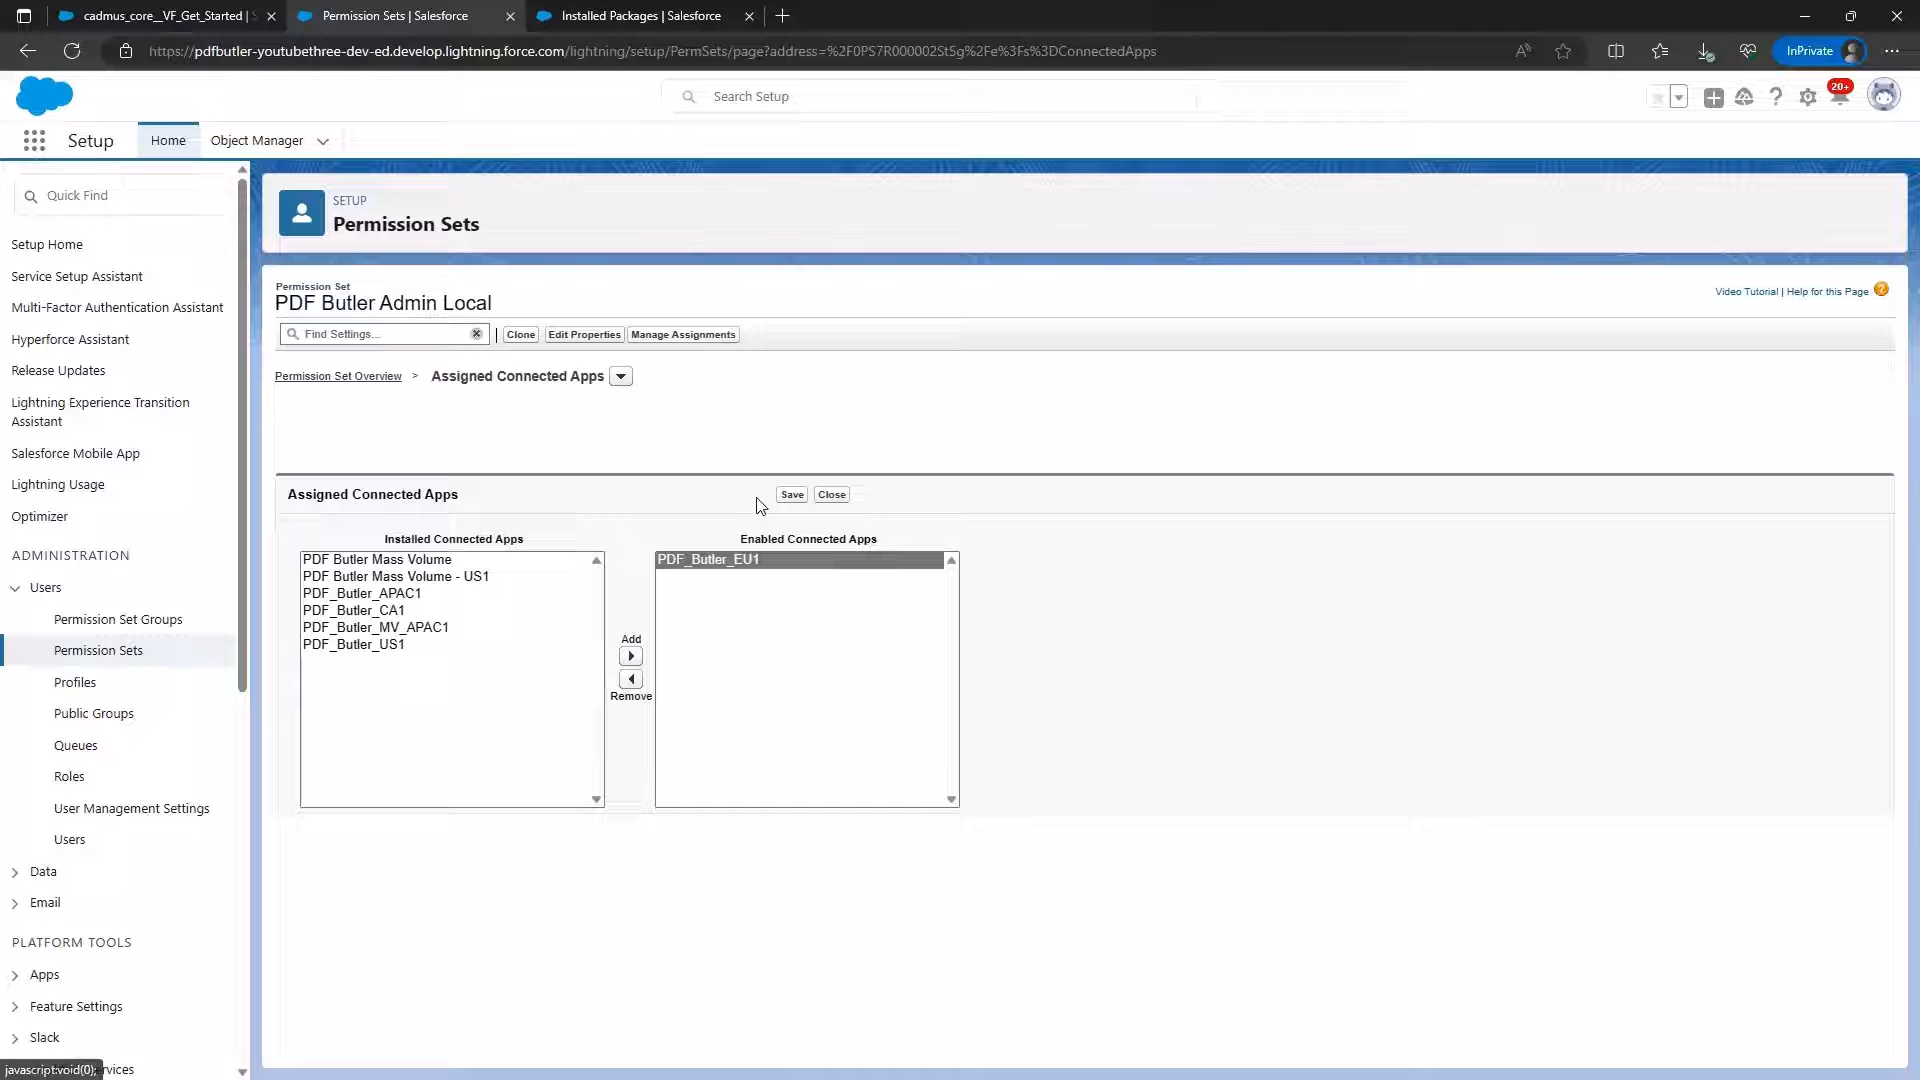 cadmus_core__VF_Get_Started | S
Permission Sets | Salesforce
Installed Packages | Salesforce
https://pdfbutler-youtubethree-dev-ed.develop.lightning.force.com/lightning/setup/PermSets/page?address=%2F0PS7R000002St5g%2Fe%3Fs%3DConnectedApps
InPrivate
Search Setup
20+
Setup
Home
Object Manager
Quick Find
Setup Home
Service Setup Assistant
Multi-Factor Authentication Assistant
Hyperforce Assistant
Release Updates
Lightning Experience Transition
Assistant
Salesforce Mobile App
Lightning Usage
Optimizer
ADMINISTRATION
Users
Permission Set Groups
Permission Sets
Profiles
Public Groups
Queues
Roles
User Management Settings
Users
Data
Email
PLATFORM TOOLS
Apps
Feature Settings
Slack
javascript:void(0);
SETUP
Permission Sets
Permission Set
PDF Butler Admin Local
Video Tutorial | Help for this Page
Find Settings...
Clone
Edit Properties
Manage Assignments
Permission Set Overview > Assigned Connected Apps
Assigned Connected Apps
Save
Close
Installed Connected Apps
PDF Butler Mass Volume
PDF Butler Mass Volume - US1
PDF_Butler_APAC1
PDF_Butler_CA1
PDF_Butler_MV_APAC1
PDF_Butler_US1
Add
Remove
Enabled Connected Apps
PDF_Butler_EU1